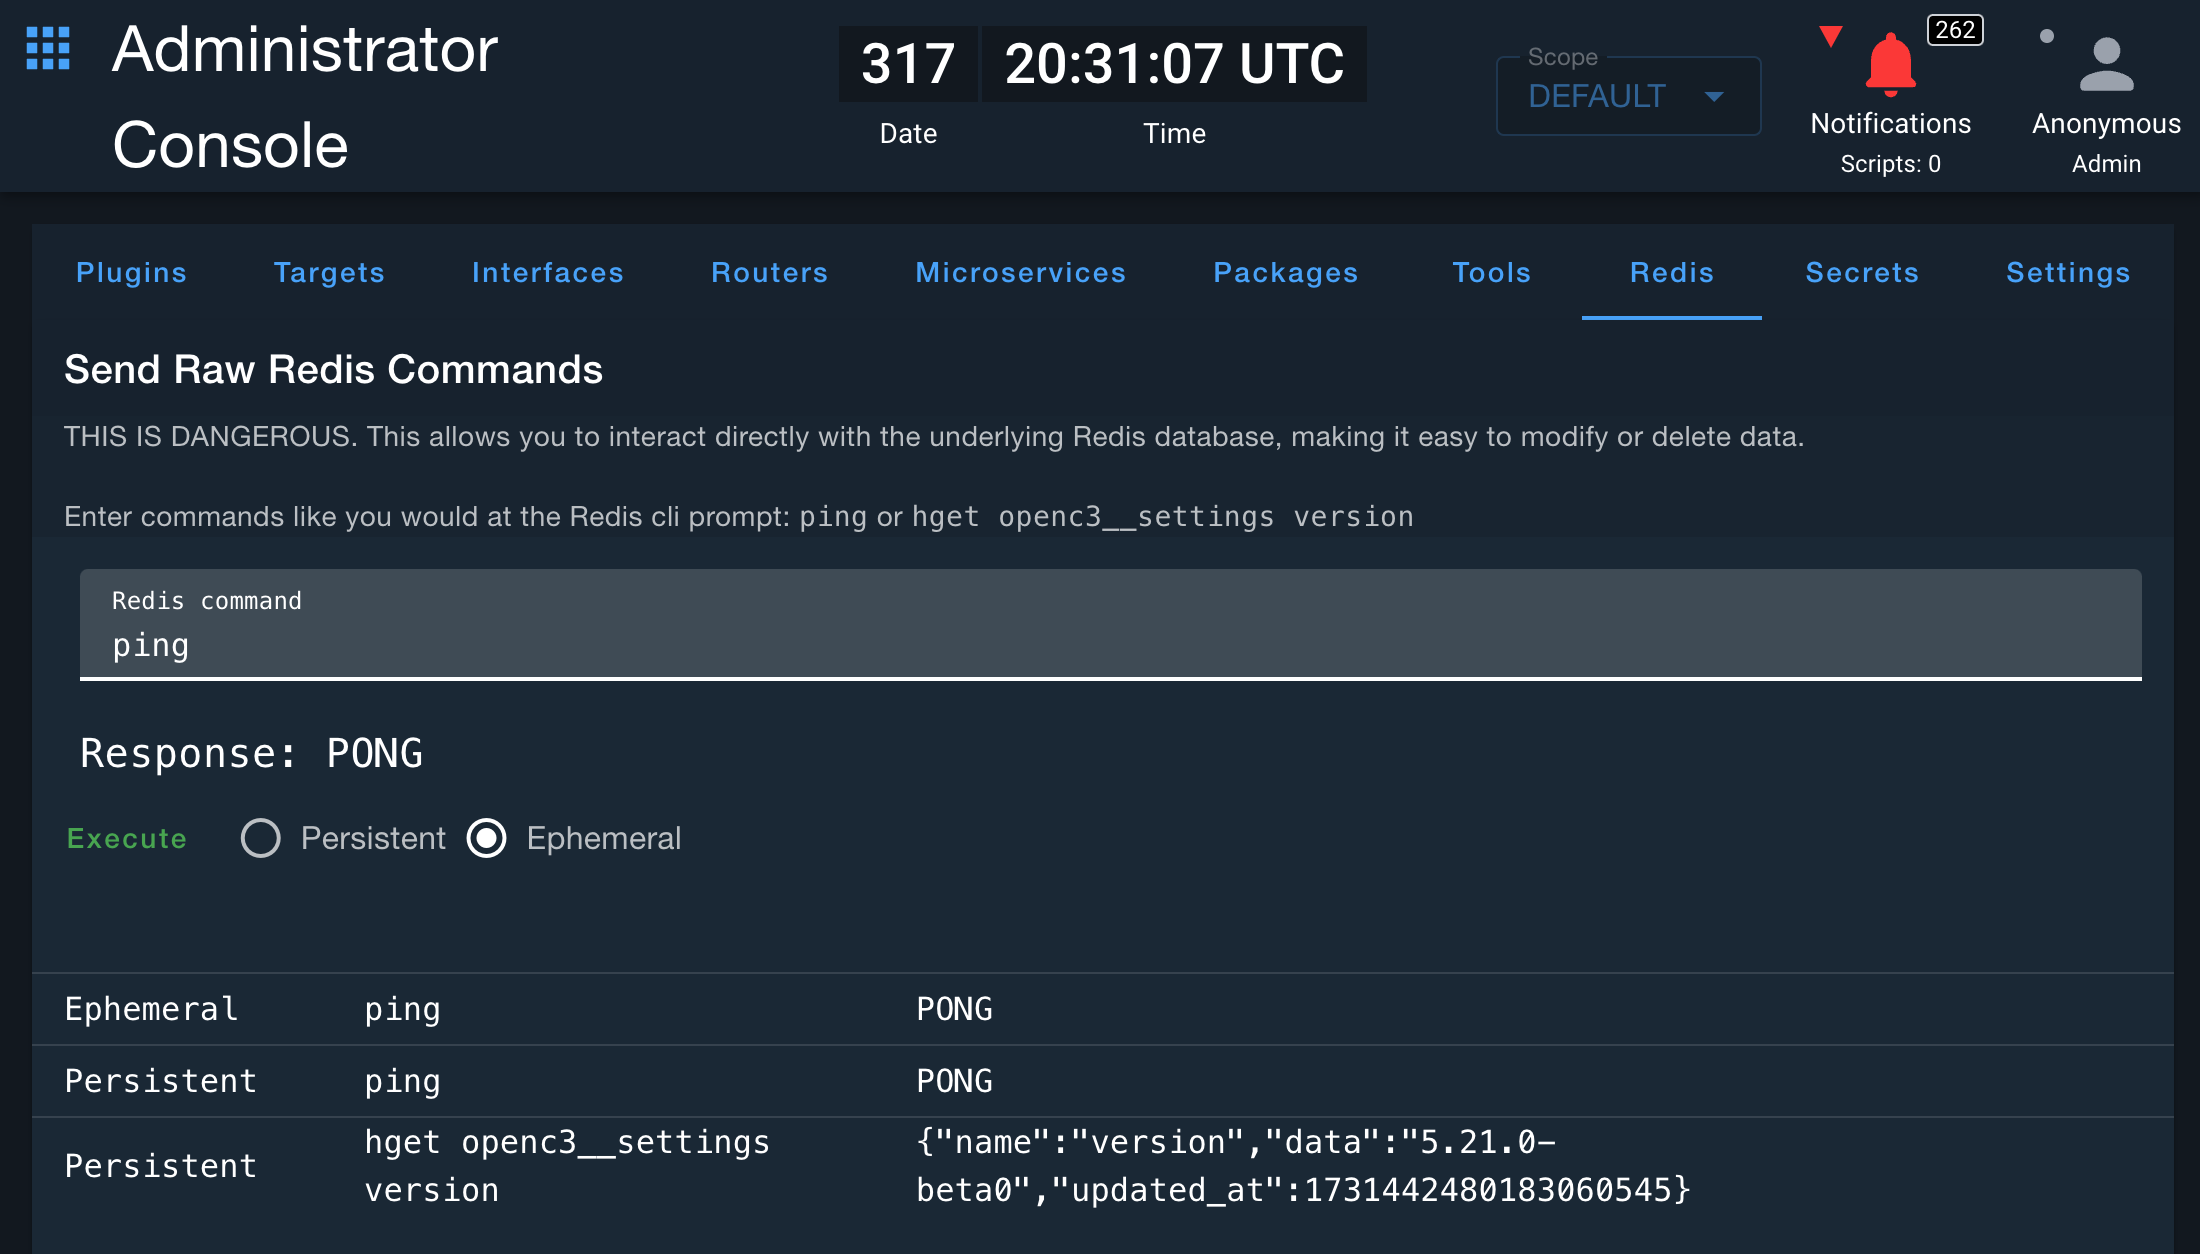 Administrator
Console
317
20:31:07 UTC
Date
Time
Scope
DEFAULT
262
Notifications
Scripts: 0
Anonymous
Admin
Plugins
Targets
Interfaces
Routers
Microservices
Packages
Tools
Redis
Secrets
Settings
Send Raw Redis Commands
THIS IS DANGEROUS. This allows you to interact directly with the underlying Redis database, making it easy to modify or delete data.
Enter commands like you would at the Redis cli prompt: ping or hget openc3__settings version
Redis command
ping
Response: PONG
Execute
Persistent
Ephemeral
Ephemeral
ping
PONG
Persistent
ping
PONG
Persistent
hget openc3__settings
version
{"name":"version","data":"5.21.0-
beta0","updated_at":1731442480183060545}